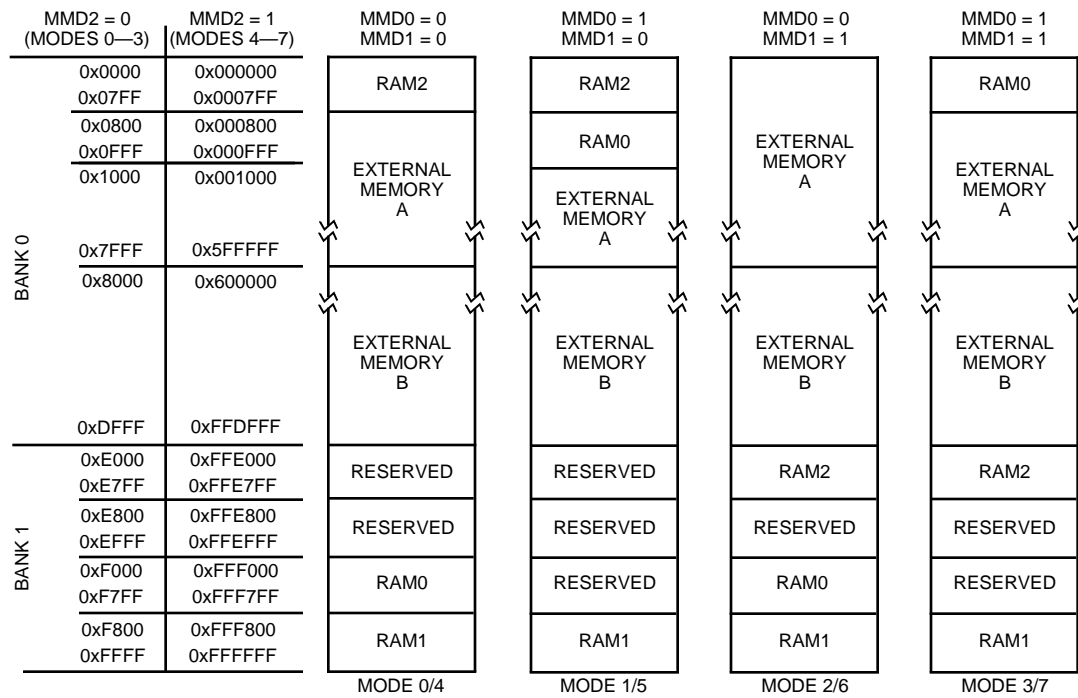 MMD2 = 0 MMD2 = 1 MMD0 = 0 MMD0 = 1 MMD0 = 0 MMD0 = 1
(MODES 0—3) (MODES 4—7) MMD1 = 0 MMD1 = 0 MMD1 = 1 MMD1 = 1
BANK 0
0x0000 0x000000
0x07FF 0x0007FF
0x0800 0x000800
0x0FFF 0x000FFF
0x1000 0x001000
0x7FFF 0x5FFFFF
0x8000 0x600000
0xDFFF 0xFFDFFF
BANK 1
0xE000 0xFFE000
0xE7FF 0xFFE7FF
0xE800 0xFFE800
0xEFFF 0xFFEFFF
0xF000 0xFFF000
0xF7FF 0xFFF7FF
0xF800 0xFFF800
0xFFFF 0xFFFFFF
RAM2
EXTERNAL
MEMORY
A
EXTERNAL
MEMORY
B
RESERVED
RESERVED
RAM0
RAM1
MODE 0/4
RAM2
RAM0
EXTERNAL
MEMORY
A
EXTERNAL
MEMORY
B
RESERVED
RESERVED
RESERVED
RAM1
MODE 1/5
EXTERNAL
MEMORY
A
EXTERNAL
MEMORY
B
RAM2
RESERVED
RAM0
RAM1
MODE 2/6
RAM0
EXTERNAL
MEMORY
A
EXTERNAL
MEMORY
B
RAM2
RESERVED
RESERVED
RAM1
MODE 3/7